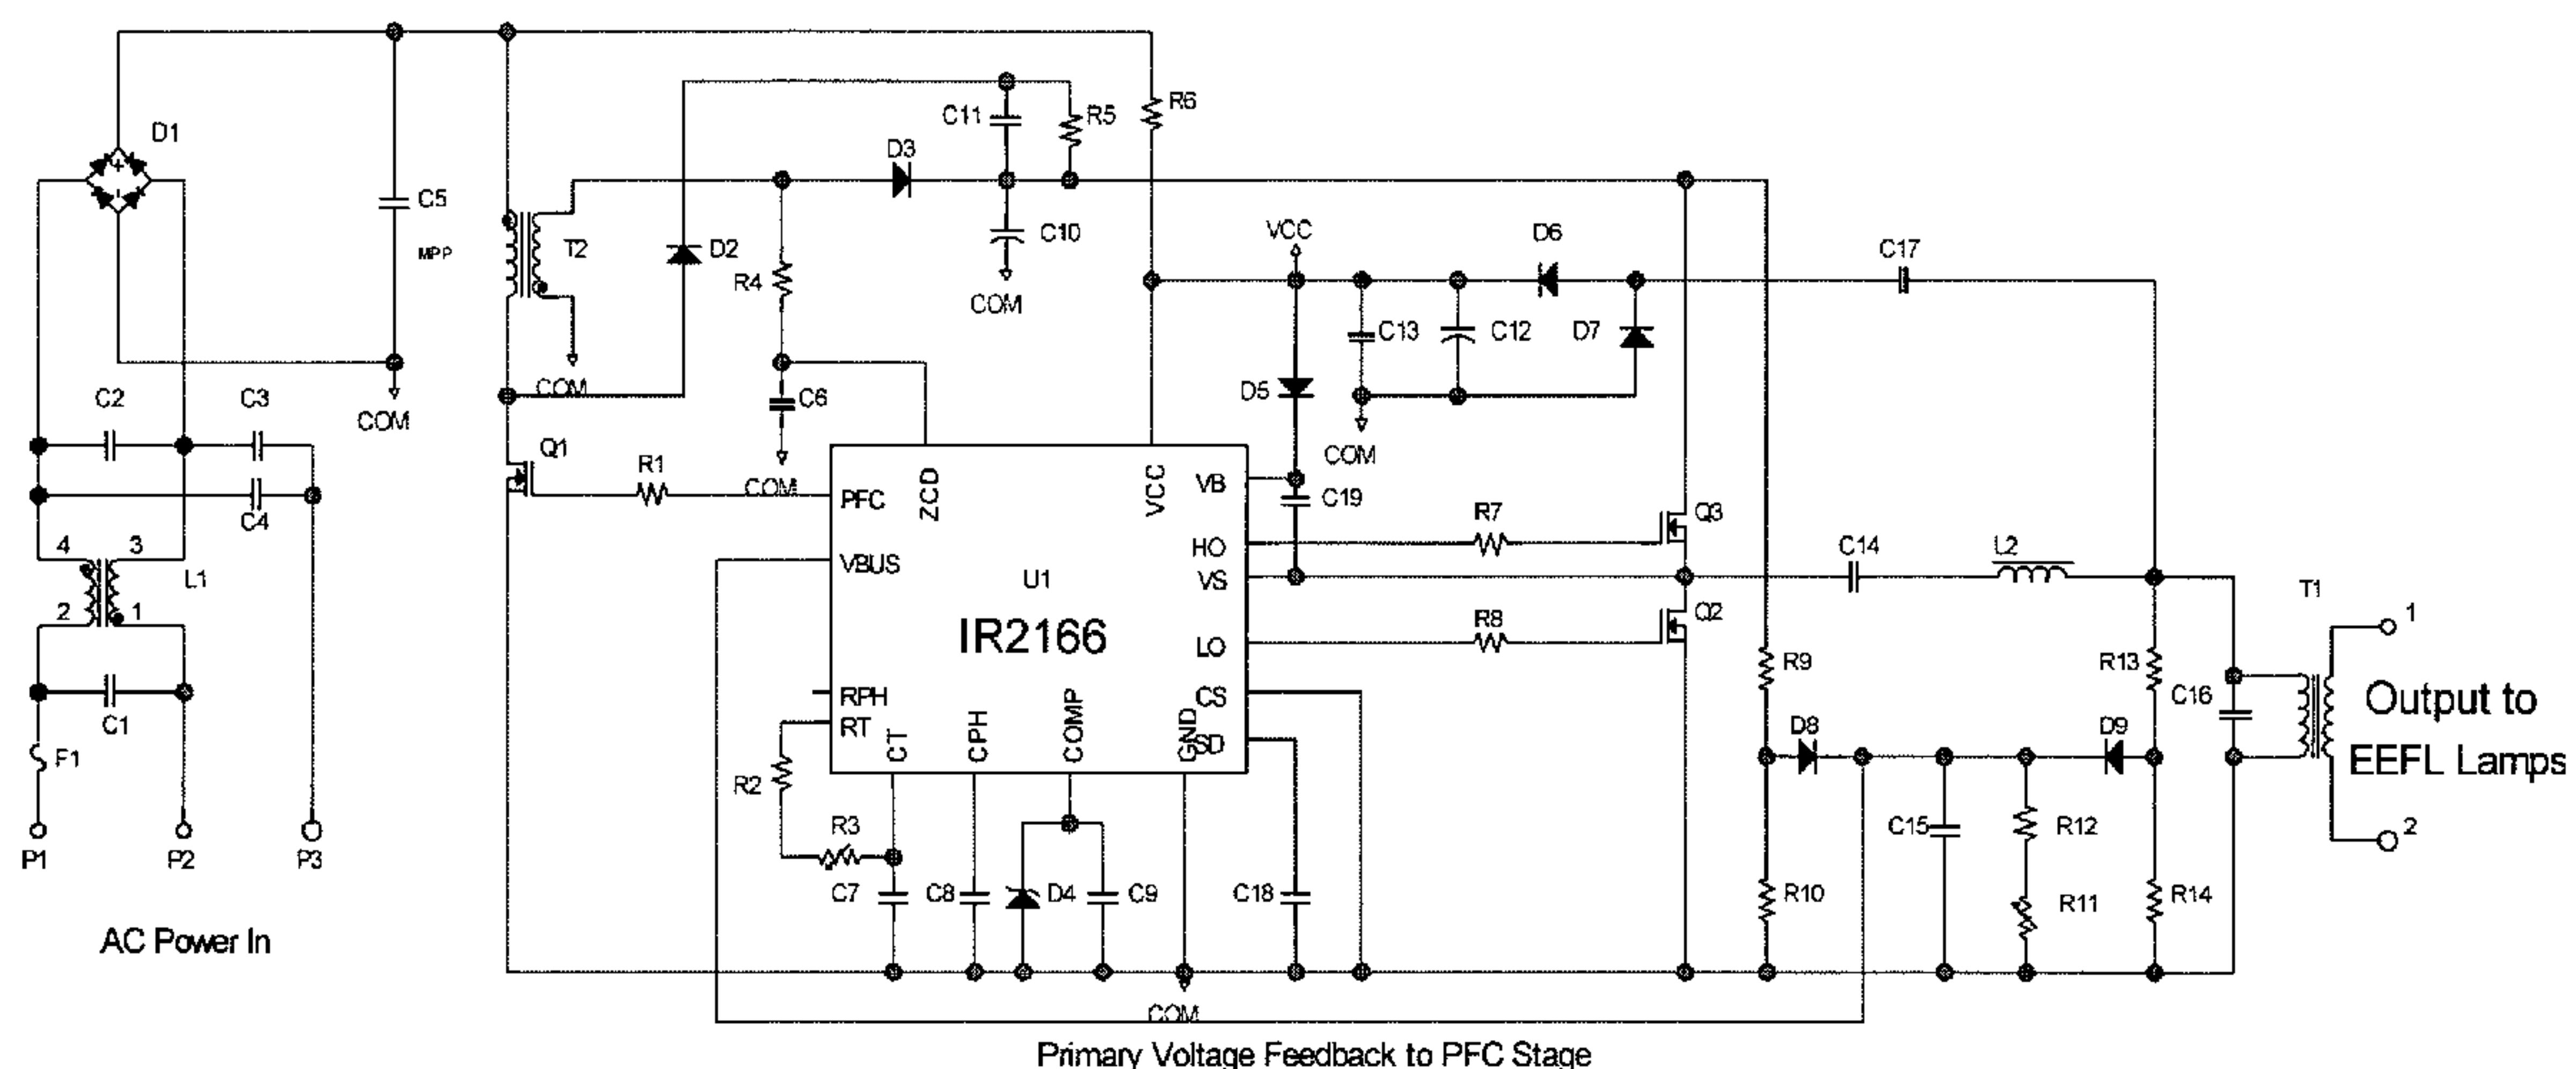 D1
C5
MPP
COM
C2
C3
C4
4
3
L1
2
1
C1
F1
P1
P2
P3
AC Power In
T2
COM
Q1
R1
D2
R4
C6
COM
D3
C11
R5
C10
COM
R6
VCC
D6
C17
C13
C12
D7
D5
COM
C19
PFC
ZCD
VCC
VB
HO
VS
LO
CS
SD
VBUS
U1
IR2166
RPH
RT
CT
CPH
COMP
GND
R7
Q3
R8
Q2
C14
L2
T1
1
Output to
EEFL Lamps
2
R9
R13
C16
D8
D9
R2
R3
C7
C8
D4
C9
C18
R10
C15
R12
R11
R14
COM
Primary Voltage Feedback to PFC Stage